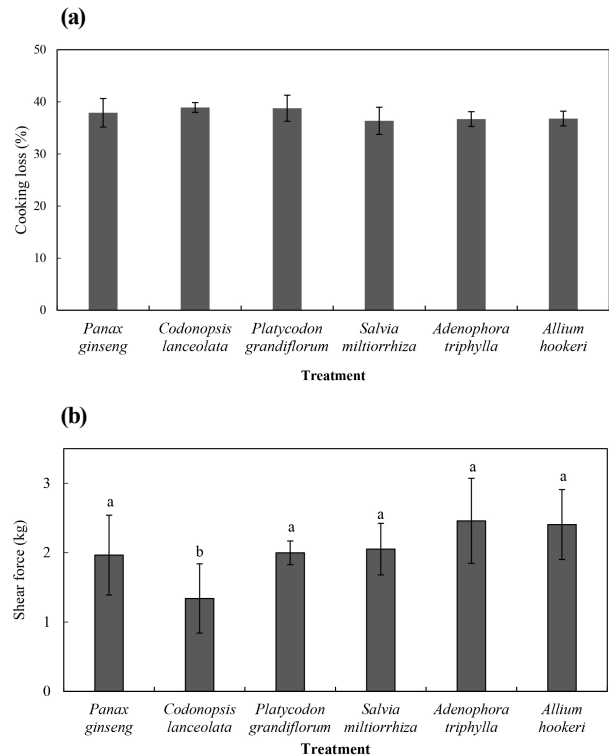 (a)
50
40
30
20
10
0
Cooking loss (%)
Panax Codonopsis Platycodon Salvia Adenophora Allium
ginseng lanceolata grandiflorum miltiorrhiza triphylla hookeri
Treatment
(b)
3
2
1
0
Shear force (kg)
a
b
a
a
a
a
Panax Codonopsis Platycodon Salvia Adenophora Allium
ginseng lanceolata grandiflorum miltiorrhiza triphylla hookeri
Treatment